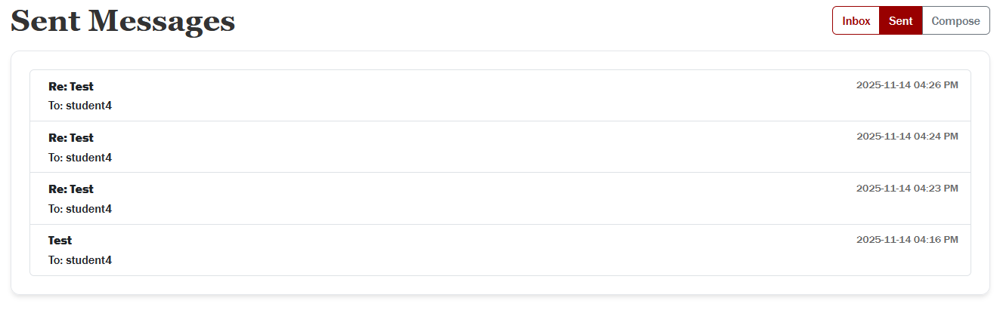 Sent Messages
Inbox Sent Compose
Re: Test 2025-11-14 04:26 PM
To: student4
Re: Test 2025-11-14 04:24 PM
To: student4
Re: Test 2025-11-14 04:23 PM
To: student4
Test 2025-11-14 04:16 PM
To: student4